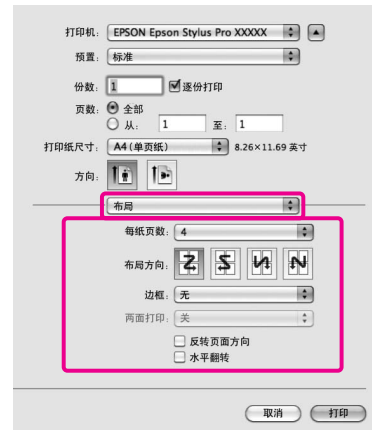 打印机: EPSON Epson Stylus Pro XXXXX
预置: 标准
份数: 1 逐份打印
页数: 全部
从: 1 至: 1
打印纸尺寸: A4(单页纸) 8.26×11.69 英寸
方向:
布局
每纸页数: 4
布局方向:
边框: 无
两面打印: 关
反转页面方向
水平翻转
取消 打印